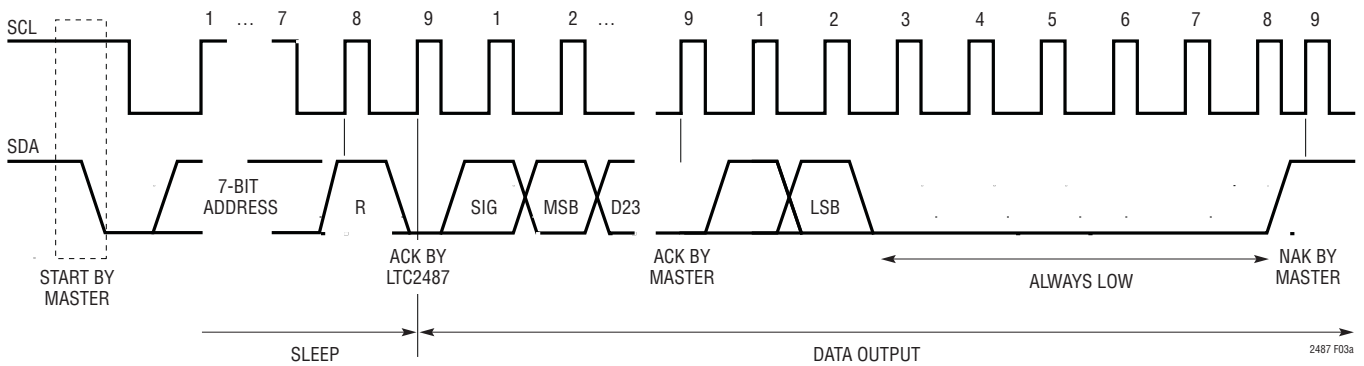 1 … 7 8 9 1 2 … 9 1 2 3 4 5 6 7 8 9
SCL
SDA
7-BIT
ADDRESS
R
SIG
MSB
D23
LSB
START BY
MASTER
ACK BY
LTC2487
ACK BY
MASTER
ALWAYS LOW
NAK BY
MASTER
SLEEP
DATA OUTPUT
2487 F03a